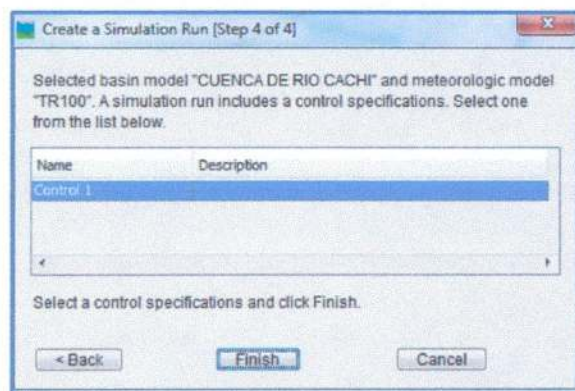 Create a Simulation Run [Step 4 of 4]
Selected basin model "CUENCA DE RIO CACHI" and meteorologic model
"TR100". A simulation run includes a control specifications. Select one
from the list below.
Name Description
Control 1
Select a control specifications and click Finish.
< Back Finish Cancel